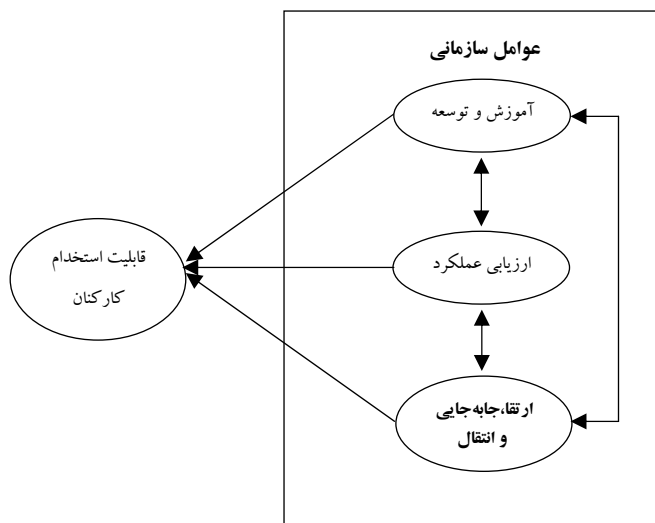 عوامل سازمانی
آموزش و توسعه
ارزیابی عملکرد
قابلیت استخدام
کارکنان
ارتقا،جابه‌جایی
و انتقال